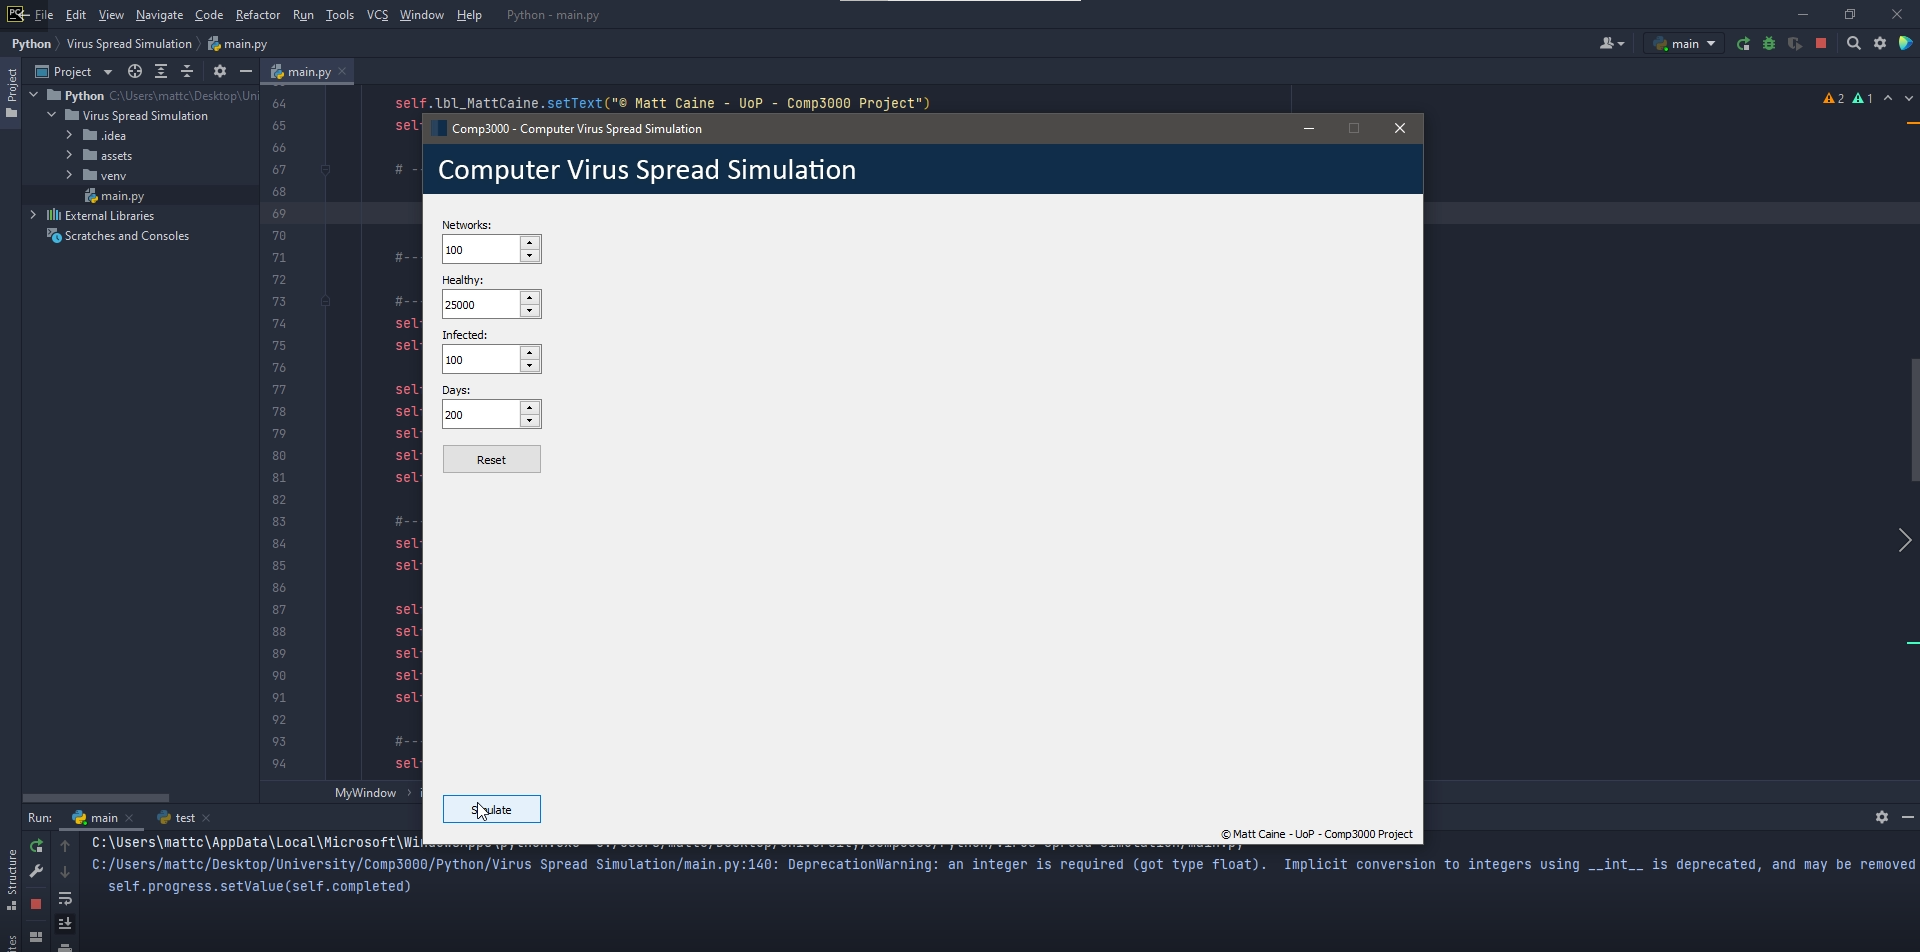 File Edit View Navigate Code Refactor Run Tools VCS Window Help Python - main.py
Python Virus Spread Simulation main.py
main
Project
Project
main.py
Python C:\Users\mattc\Desktop\Uni
Virus Spread Simulation
.idea
assets
venv
main.py
External Libraries
Scratches and Consoles
2 1
64 self.lbl_MattCaine.setText("© Matt Caine - UoP - Comp3000 Project")
65 sel
66
67 # -
68
69
70
71 #--
72
73 #--
74 sel
75 sel
76
77 sel
78 sel
79 sel
80 sel
81 sel
82
83 #--
84 sel
85 sel
86
87 sel
88 sel
89 sel
90 sel
91 sel
92
93 #--
94 sel
MyWindow
Comp3000 - Computer Virus Spread Simulation
Computer Virus Spread Simulation
Networks:
100
Healthy:
25000
Infected:
100
Days:
200
Reset
Simulate
© Matt Caine - UoP - Comp3000 Project
Run: main test
Structure
C:\Users\mattc\AppData\Local\Microsoft\
C:/Users/mattc/Desktop/University/Comp3000/Python/Virus Spread Simulation/main.py:140: DeprecationWarning: an integer is required (got type float). Implicit conversion to integers using __int__ is deprecated, and may be removed
self.progress.setValue(self.completed)